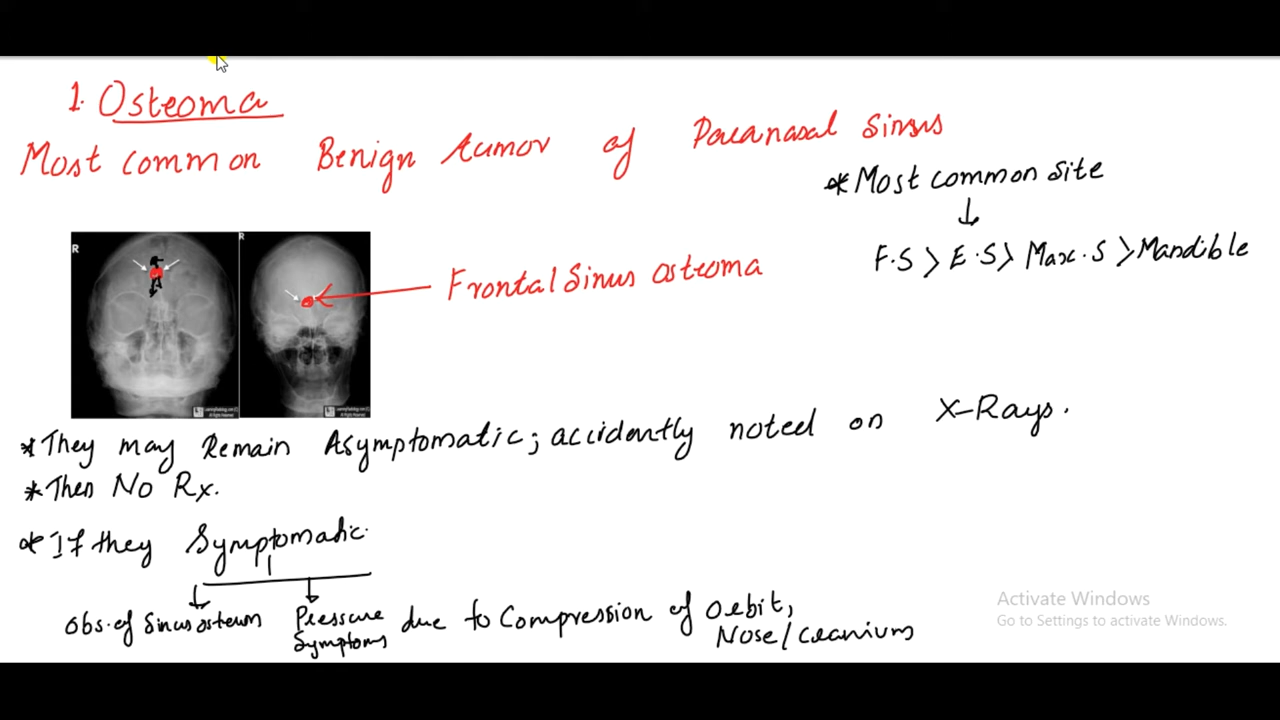 1. Osteoma
Most common Benign tumor of Paranasal Sinsus
* Most common site
↓
F.S > E.S > Max.S > Mandible
R R
Frontal Sinus osteoma
* They may Remain Asymptomatic; accidently noted on X-Rays.
* Then No Rx.
* If they Symptomatic.
Obs. of Sinus osteum
Pressure Symptoms due to Compression of Orbit, Nose/cranium
Activate Windows
Go to Settings to activate Windows.